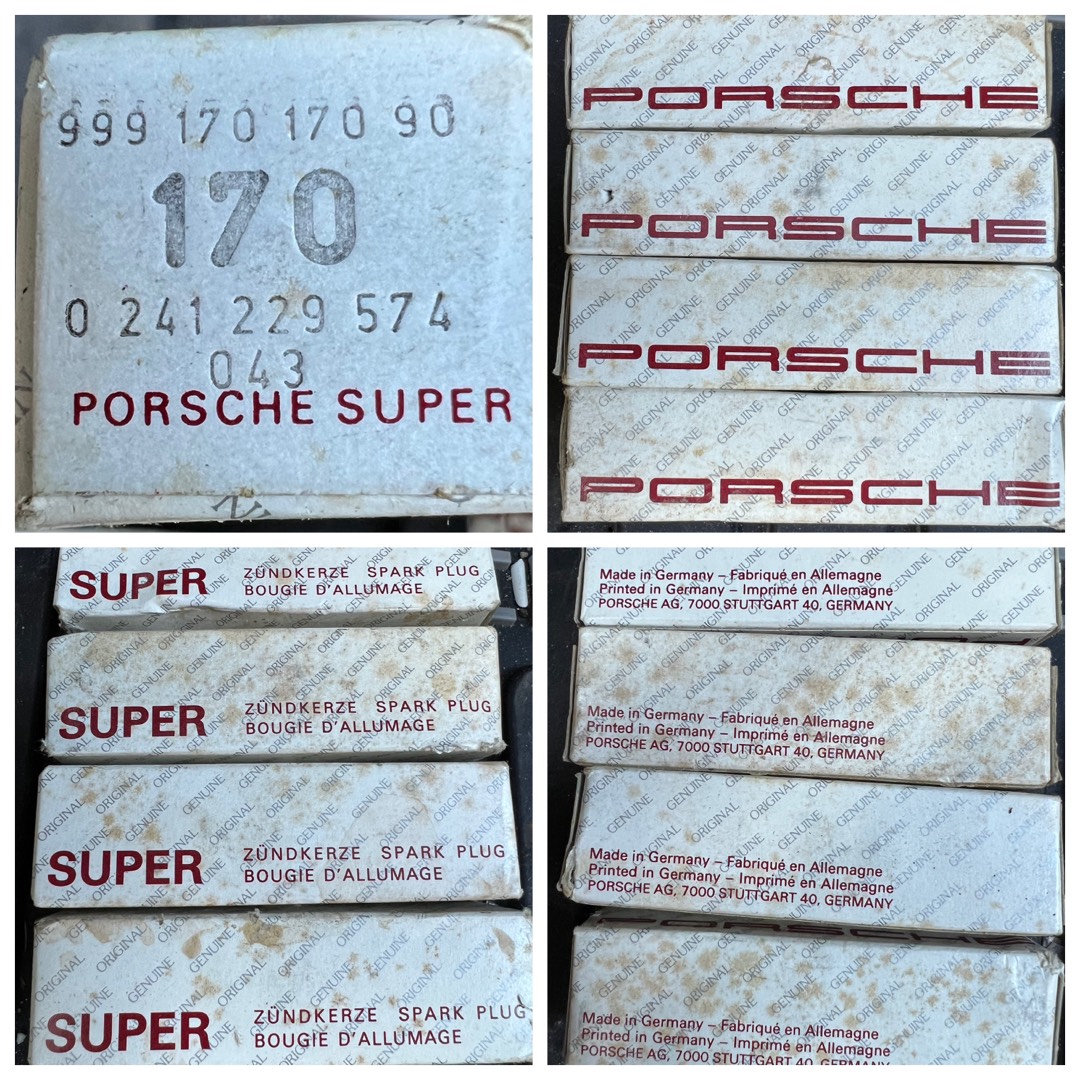 999 170 170 90
170
0 241 229 574
043
PORSCHE SUPER
ORIGINAL GENUINE ORIGINAL GENUINE
PORSCHE
PORSCHE
PORSCHE
PORSCHE
SUPER ZÜNDKERZE SPARK PLUG
BOUGIE D'ALLUMAGE
SUPER ZÜNDKERZE SPARK PLUG
BOUGIE D'ALLUMAGE
SUPER ZÜNDKERZE SPARK PLUG
BOUGIE D'ALLUMAGE
SUPER ZÜNDKERZE SPARK PLUG
BOUGIE D'ALLUMAGE
Made in Germany – Fabriqué en Allemagne
Printed in Germany – Imprimé en Allemagne
PORSCHE AG, 7000 STUTTGART 40, GERMANY
Made in Germany – Fabriqué en Allemagne
Printed in Germany – Imprimé en Allemagne
PORSCHE AG, 7000 STUTTGART 40, GERMANY
Made in Germany – Fabriqué en Allemagne
Printed in Germany – Imprimé en Allemagne
PORSCHE AG, 7000 STUTTGART 40, GERMANY
PORSCHE
Made in Germany – Fabriqué en Allemagne
Printed in Germany – Imprimé en Allemagne
PORSCHE AG, 7000 STUTTGART 40, GERMANY